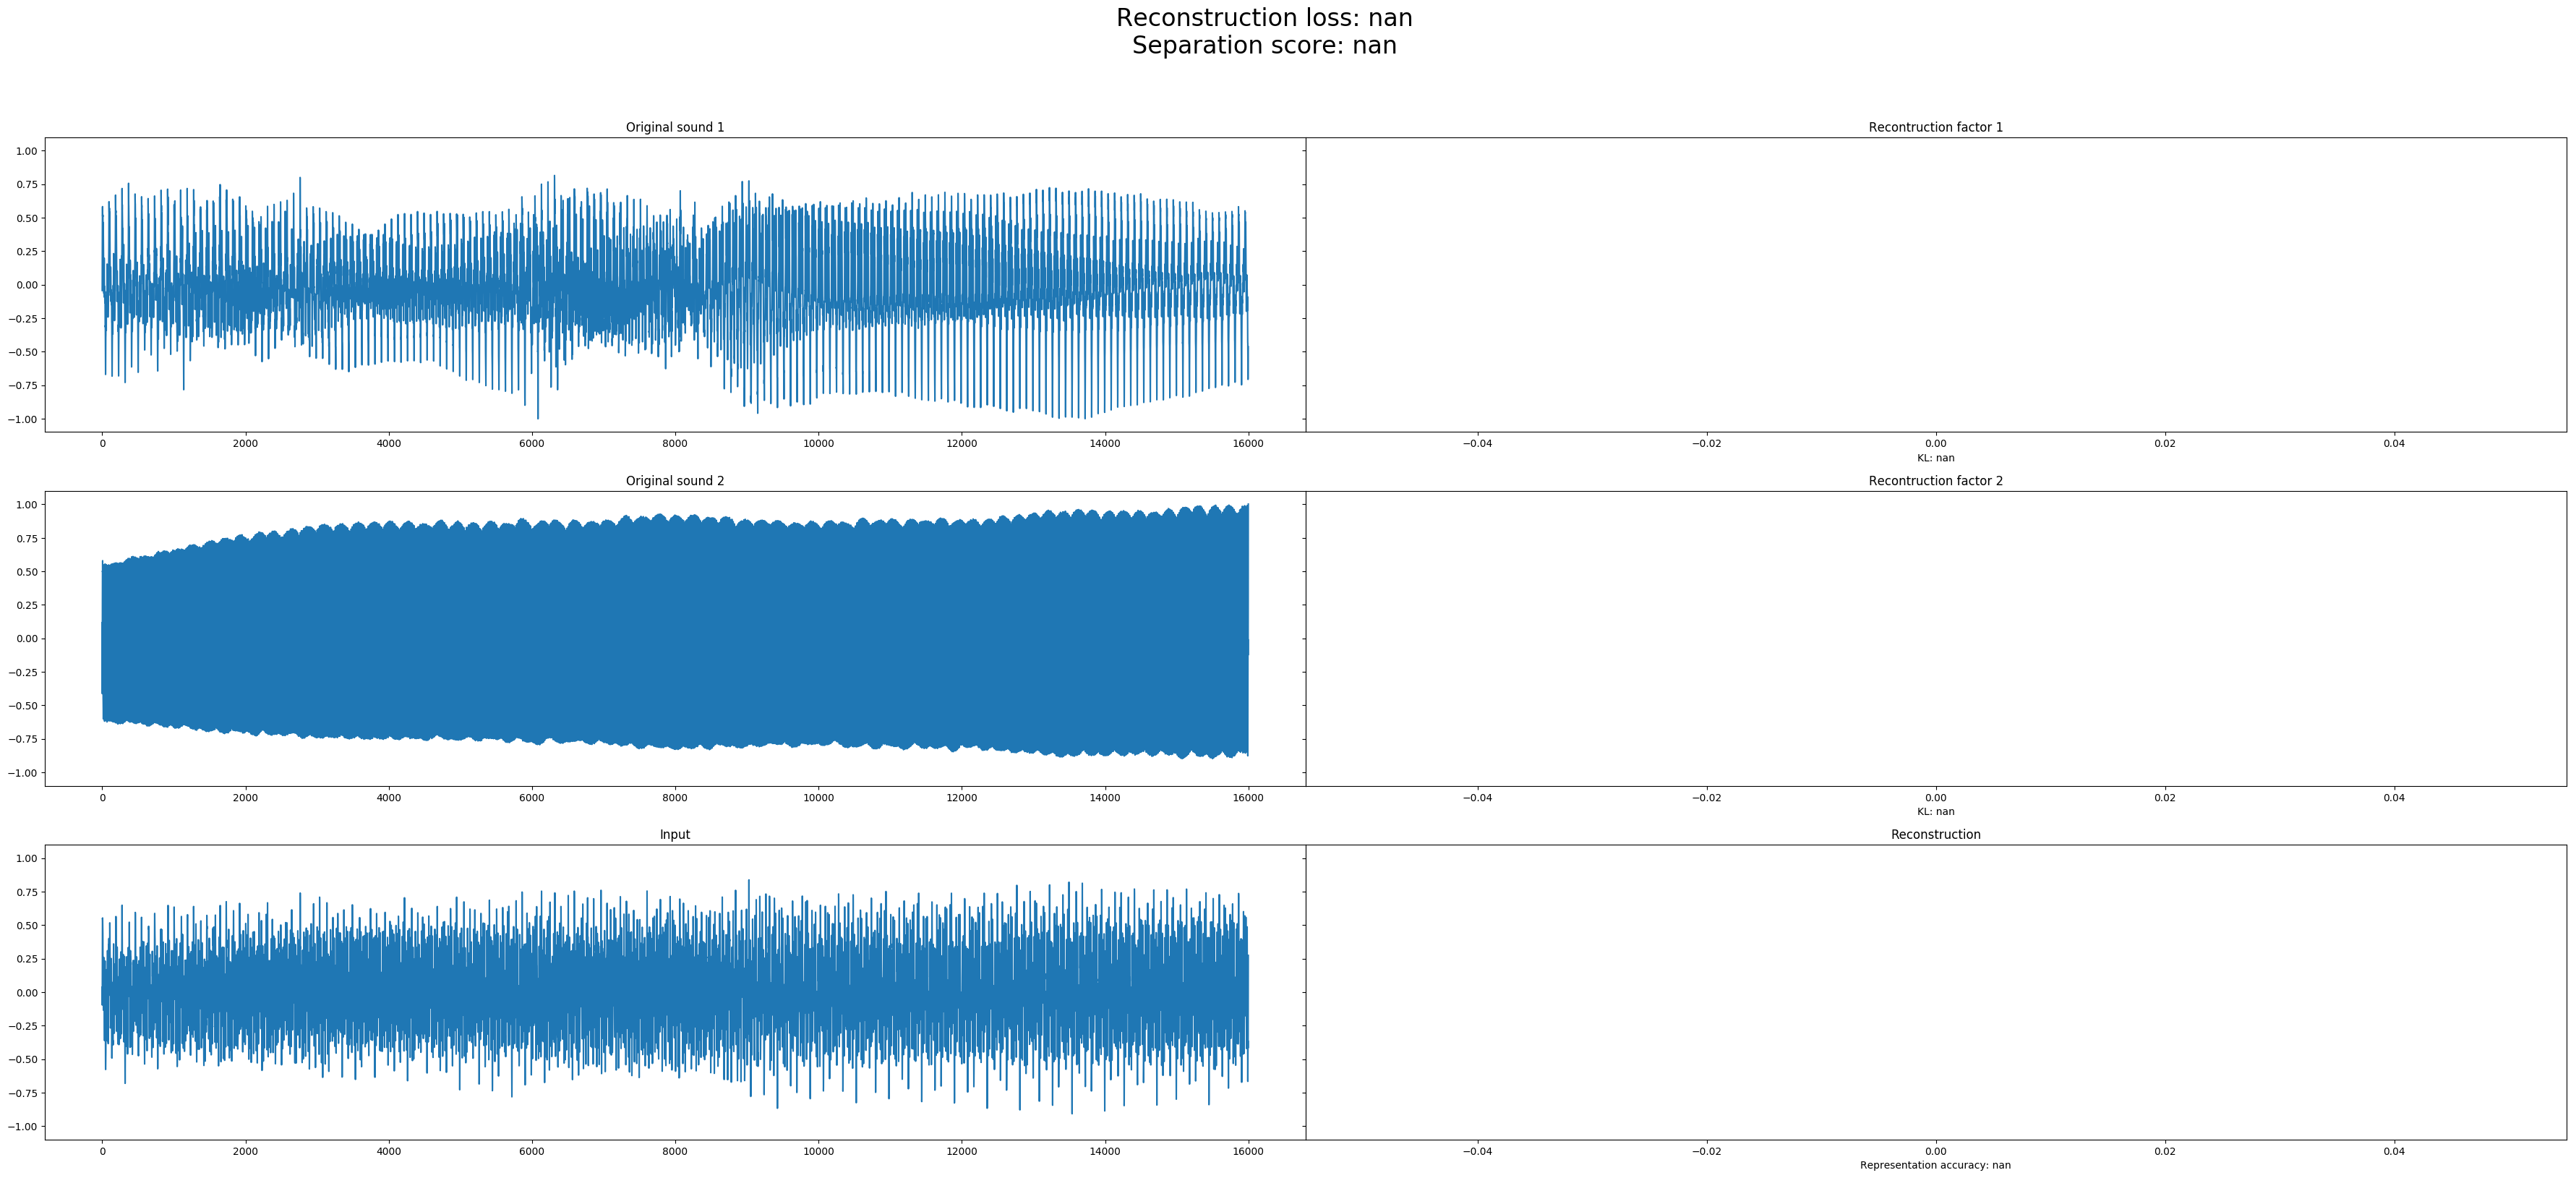 Reconstruction loss: nan
Separation score: nan
Original sound 1
Recontruction factor 1
1.00
0.75
0.50
0.25
0.00
−0.25
−0.50
−0.75
−1.00
0 2000 4000 6000 8000 10000 12000 14000 16000
−0.04 −0.02 0.00 0.02 0.04
KL: nan
Original sound 2
Recontruction factor 2
1.00
0.75
0.50
0.25
0.00
−0.25
−0.50
−0.75
−1.00
0 2000 4000 6000 8000 10000 12000 14000 16000
−0.04 −0.02 0.00 0.02 0.04
KL: nan
Input
Reconstruction
1.00
0.75
0.50
0.25
0.00
−0.25
−0.50
−0.75
−1.00
0 2000 4000 6000 8000 10000 12000 14000 16000
−0.04 −0.02 0.00 0.02 0.04
Representation accuracy: nan